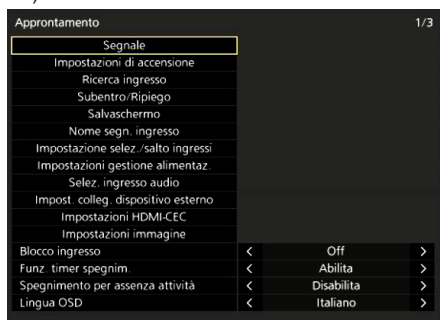 Approntamento 1/3
Segnale
Impostazioni di accensione
Ricerca ingresso
Subentro/Ripiego
Salvaschermo
Nome segn. ingresso
Impostazione selez./salto ingressi
Impostazioni gestione alimentaz.
Selez. ingresso audio
Impost. colleg. dispositivo esterno
Impostazioni HDMI-CEC
Impostazioni immagine
Blocco ingresso < Off >
Funz. timer spegnim. < Abilita >
Spegnimento per assenza attività < Disabilita >
Lingua OSD < Italiano >